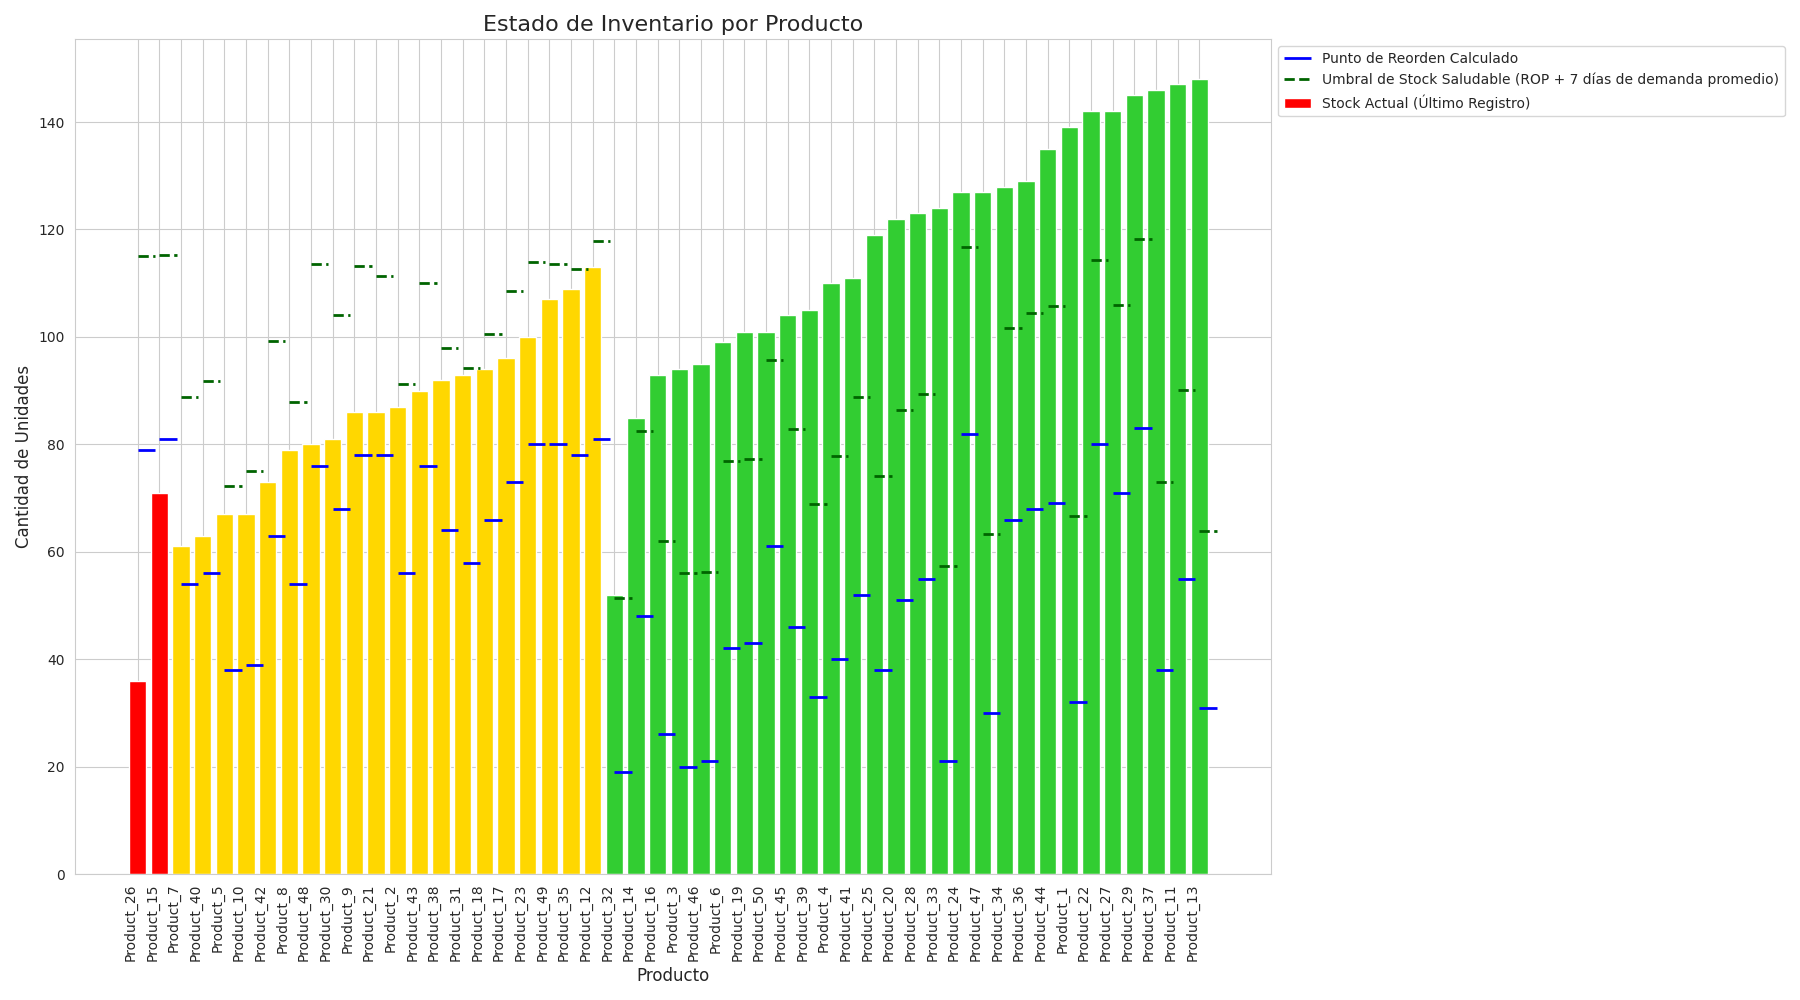 Estado de Inventario por Producto
Punto de Reorden Calculado
Umbral de Stock Saludable (ROP + 7 días de demanda promedio)
Stock Actual (Último Registro)
Cantidad de Unidades
140
120
100
80
60
40
20
0
Product_26
Product_15
Product_7
Product_40
Product_5
Product_10
Product_42
Product_8
Product_48
Product_30
Product_9
Product_21
Product_2
Product_43
Product_38
Product_31
Product_18
Product_17
Product_23
Product_49
Product_35
Product_12
Product_32
Product_14
Product_16
Product_3
Product_46
Product_6
Product_19
Product_50
Product_45
Product_39
Product_4
Product_41
Product_25
Product_20
Product_28
Product_33
Product_24
Product_47
Product_34
Product_36
Product_44
Product_1
Product_22
Product_27
Product_29
Product_37
Product_11
Product_13
Producto